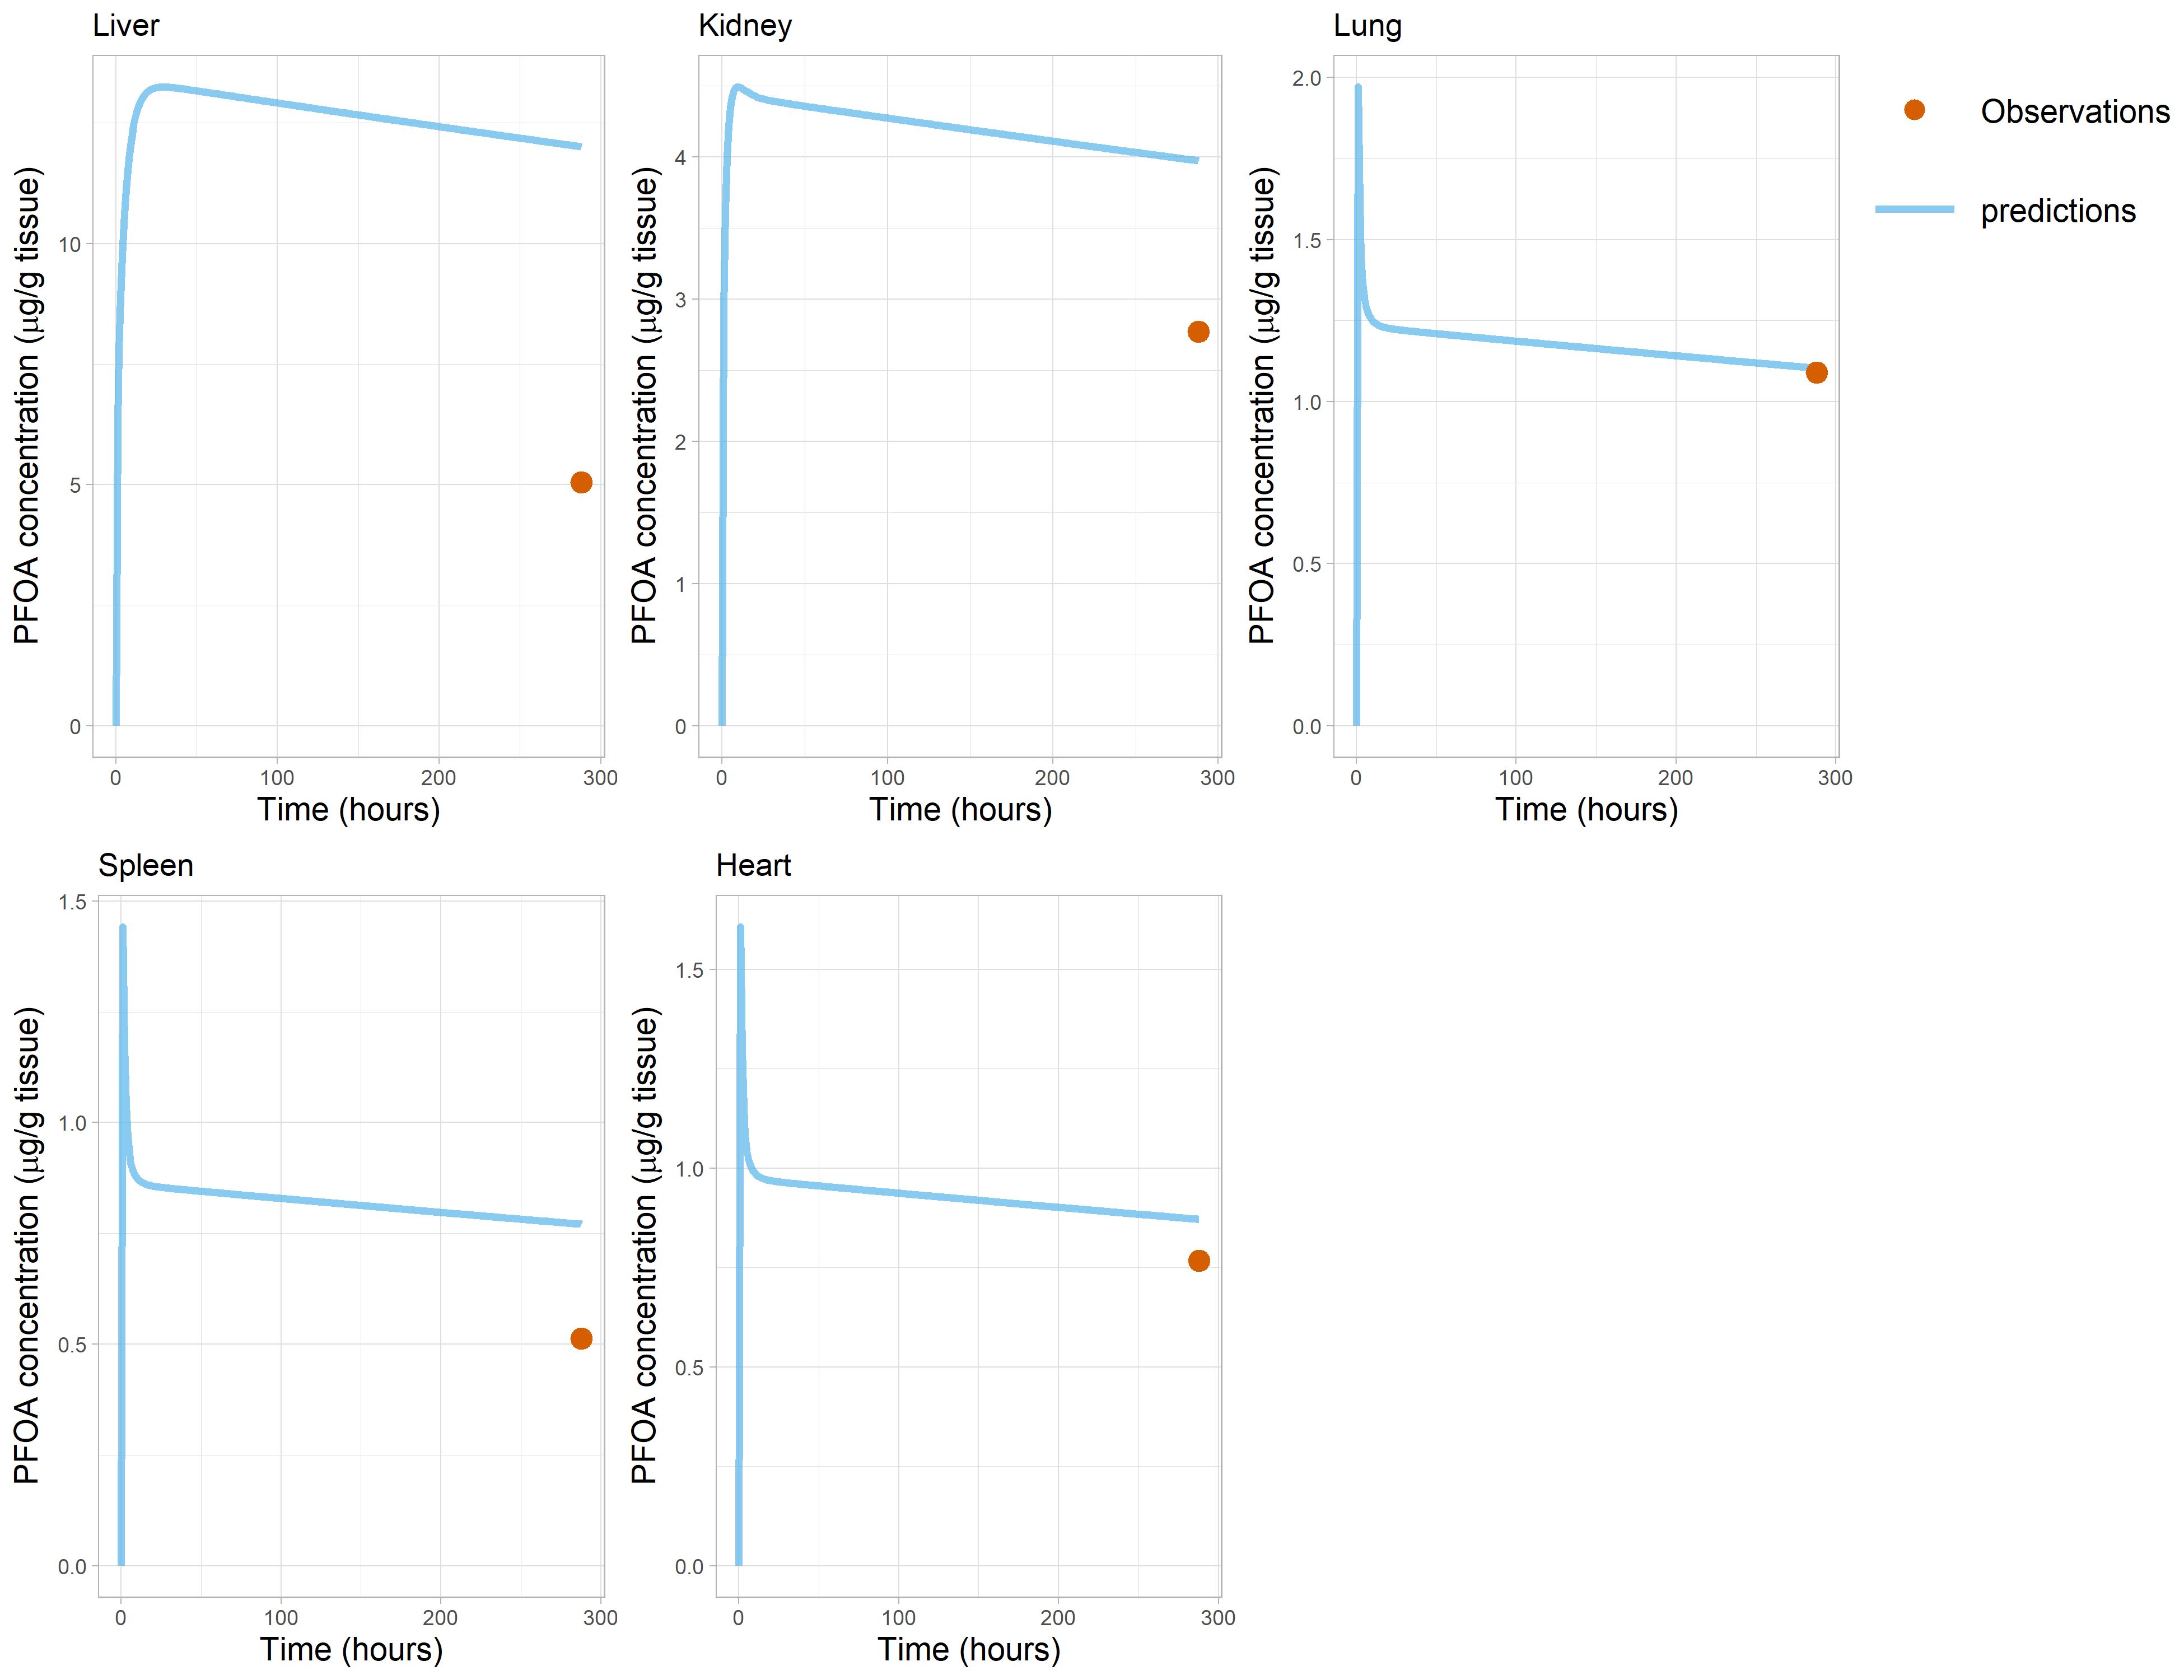 Liver
PFOA concentration (μg/g tissue)
10
5
0
0 100 200 300
Time (hours)
Kidney
PFOA concentration (μg/g tissue)
4
3
2
1
0
0 100 200 300
Time (hours)
Lung
PFOA concentration (μg/g tissue)
2.0
1.5
1.0
0.5
0.0
0 100 200 300
Time (hours)
Observations
predictions
Spleen
PFOA concentration (μg/g tissue)
1.5
1.0
0.5
0.0
0 100 200 300
Time (hours)
Heart
PFOA concentration (μg/g tissue)
1.5
1.0
0.5
0.0
0 100 200 300
Time (hours)